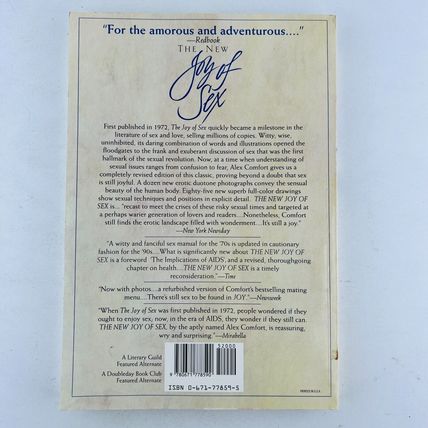 "For the amorous and adventurous...."
—Redbook
THE NEW
Joy of
Sex
First published in 1972, The Joy of Sex quickly became a milestone in the
literature of sex and love, selling millions of copies. Witty, wise,
uninhibited, its daring combination of words and illustrations opened the
floodgates to the frank and exuberant discussion of sex that was the first
hallmark of the sexual revolution. Now, at a time when understanding of
sexual issues ranges from confusion to fear, Alex Comfort gives us a
completely revised edition of this classic, proving beyond a doubt that sex
is still joyful. A dozen new erotic duotone photographs convey the sensual
beauty of the human body. Eighty-five new superb full-color drawings
show sexual techniques and positions in explicit detail. THE NEW JOY OF
SEX is... "recast to meet the crises of these risky sexual times and targeted at
a perhaps warier generation of lovers and readers...Nonetheless, Comfort
still finds the erotic landscape filled with wonderment...It's still a joy."
—New York Newsday
"A witty and fanciful sex manual for the '70s is updated in cautionary
fashion for the '90s...What is significantly new about THE NEW JOY OF
SEX is a foreword 'The Implications of AIDS', and a revised, thoroughgoing
chapter on health....THE NEW JOY OF SEX is a timely
reconsideration."—Time
"Now with photos...a refurbished version of Comfort's bestselling mating
menu....There's still sex to be found in JOY."—Newsweek
"When The Joy of Sex was first published in 1972, people wondered if they
ought to enjoy sex, now, in the era of AIDS, they wonder if they still can.
THE NEW JOY OF SEX, by the aptly named Alex Comfort, is reassuring,
wry and surprising."—Mirabella
A Literary Guild
Featured Alternate
A Doubleday Book Club
Featured Alternate
52000
9 780671 778590
ISBN 0-671-77859-5
PRINTED IN U.S.A.